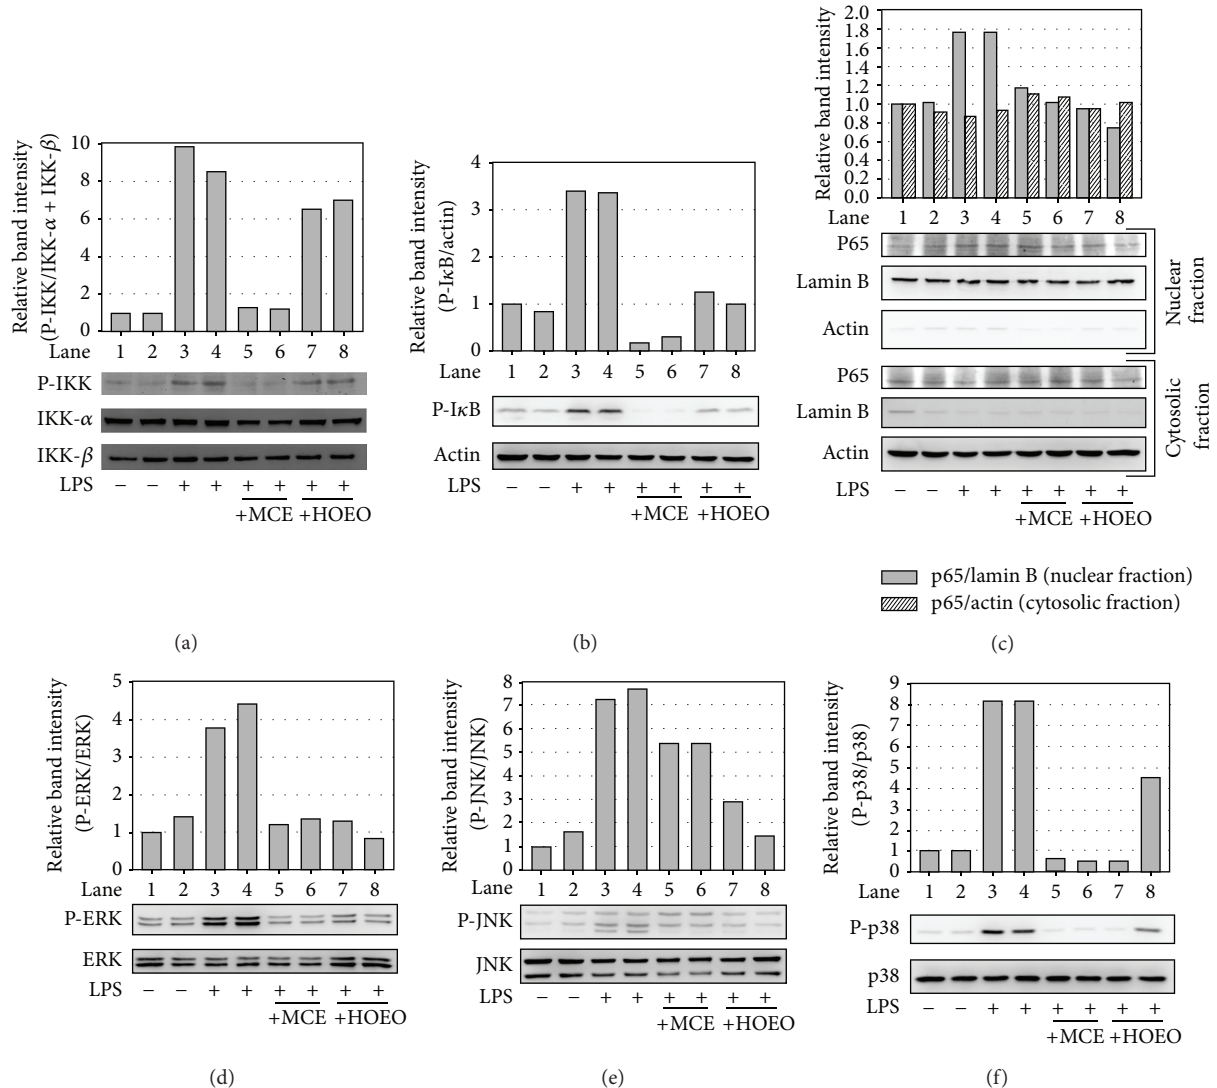 Relative band intensity
(P-IKK/IKK-α + IKK-β)
10
8
6
4
2
0
Lane 1 2 3 4 5 6 7 8
P-IKK
IKK-α
IKK-β
LPS − − + + + + + +
+MCE +HOEO
(a)
Relative band intensity
(P-IκB/actin)
4
3
1
0
Lane 1 2 3 4 5 6 7 8
P-IκB
Actin
LPS − − + + + + + +
+MCE +HOEO
(b)
Relative band intensity
2.0
1.8
1.6
1.4
1.2
1.0
0.8
0.6
0.4
0.2
0.0
Lane 1 2 3 4 5 6 7 8
P65
Lamin B
Actin
Nuclear
fraction
P65
Lamin B
Actin
Cytosolic
fraction
LPS − − + + + + + +
+MCE +HOEO
p65/lamin B (nuclear fraction)
p65/actin (cytosolic fraction)
(c)
Relative band intensity
(P-ERK/ERK)
5
4
3
2
1
0
Lane 1 2 3 4 5 6 7 8
P-ERK
ERK
LPS − − + + + + + +
+MCE +HOEO
(d)
Relative band intensity
(P-JNK/JNK)
8
7
6
5
4
3
2
1
0
Lane 1 2 3 4 5 6 7 8
P-JNK
JNK
LPS − − + + + + + +
+MCE +HOEO
(e)
Relative band intensity
(P-p38/p38)
9
8
7
6
5
4
3
2
1
0
Lane 1 2 3 4 5 6 7 8
P-p38
p38
LPS − − + + + + + +
+MCE +HOEO
(f)